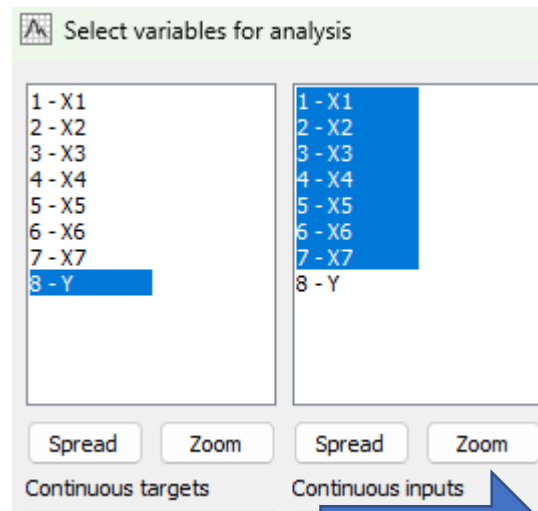 Select variables for analysis
1 - X1
2 - X2
3 - X3
4 - X4
5 - X5
6 - X6
7 - X7
8 - Y
1 - X1
2 - X2
3 - X3
4 - X4
5 - X5
6 - X6
7 - X7
8 - Y
Spread Zoom Spread Zoom
Continuous targets Continuous inputs